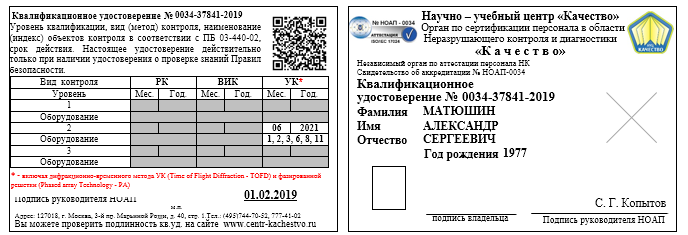 Квалификационное удостоверение № 0034-37841-2019
Уровень квалификации, вид (метод) контроля, наименование
(индекс) объектов контроля в соответствии с ПБ 03-440-02,
срок действия. Настоящее удостоверение действительно
только при наличии удостоверения о проверке знаний Правил
безопасности.
Вид контроля РК ВИК УК*
Уровень Мес. Год. Мес. Год. Мес. Год.
1
Оборудование
2 06 2021
Оборудование 1, 2, 3, 6, 8, 11
3
Оборудование
* - включая дифракционно-временного метода УК (Time of Flight Diffraction - TOFD) и фазированной
решетки (Phased array Technology - PA)
Подпись руководителя НОАП 01.02.2019
м.п.
Адрес: 127018, г. Москва, 3-й пр. Марьиной Рощи, д. 40, стр. 1.Тел.: (495)744-70-52, 777-41-02
Вы можете проверить подлинность кв.уд. на сайте www.centr-kachestvo.ru
№ НОАП - 0034
АТТЕСТАЦИЯ
ISO/IEC 17024
Научно – учебный центр «Качество»
Орган по сертификации персонала в области
Неразрушающего контроля и диагностики
«К а ч е с т в о»
КАЧЕСТВО
Независимый орган по аттестации персонала НК
Свидетельство об аккредитации № НОАП-0034
Квалификационное
удостоверение № 0034-37841-2019
Фамилия МАТЮШИН
Имя АЛЕКСАНДР
Отчество СЕРГЕЕВИЧ
Год рождения 1977
С. Г. Копытов
подпись владельца
Подпись руководителя НОАП